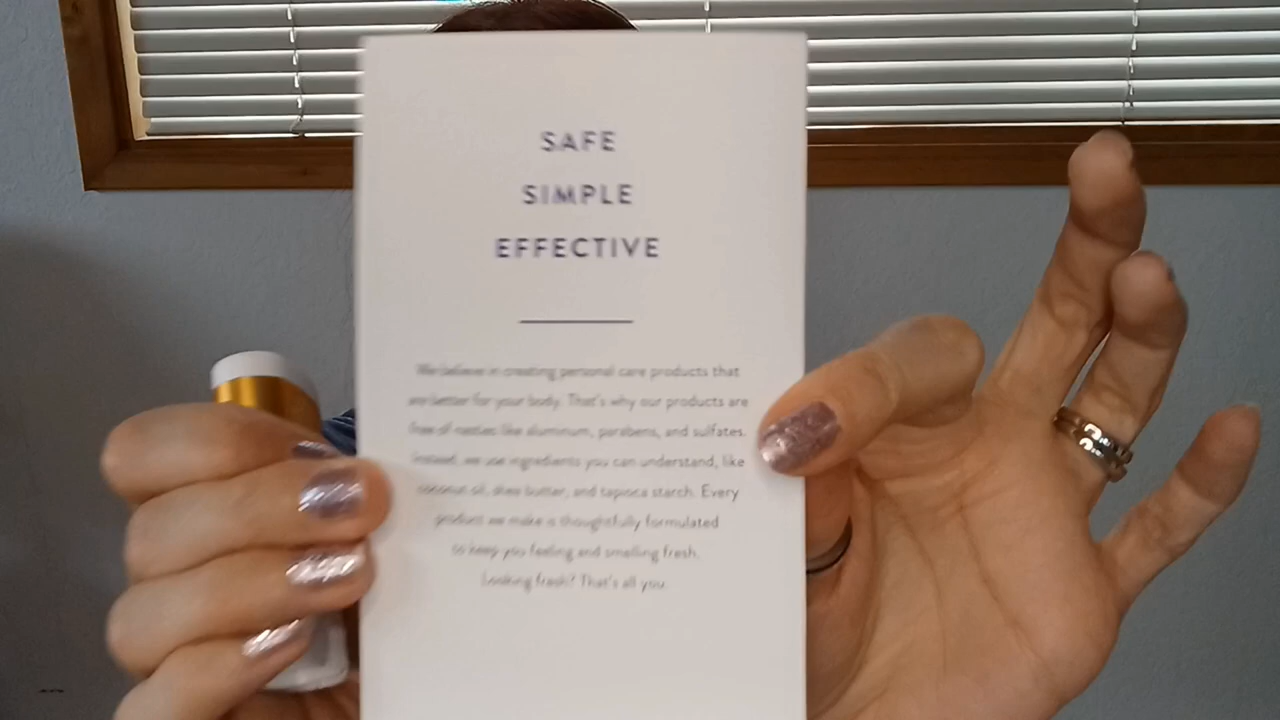 SAFE
SIMPLE
EFFECTIVE
We believe in creating personal care products that
are better for your body. That's why our products are
free of nasties like aluminum, parabens, and sulfates.
Instead, we use ingredients you can understand, like
coconut oil, shea butter, and tapioca starch. Every
product we make is thoughtfully formulated
to keep you feeling and smelling fresh.
Looking fresh? That's all you.